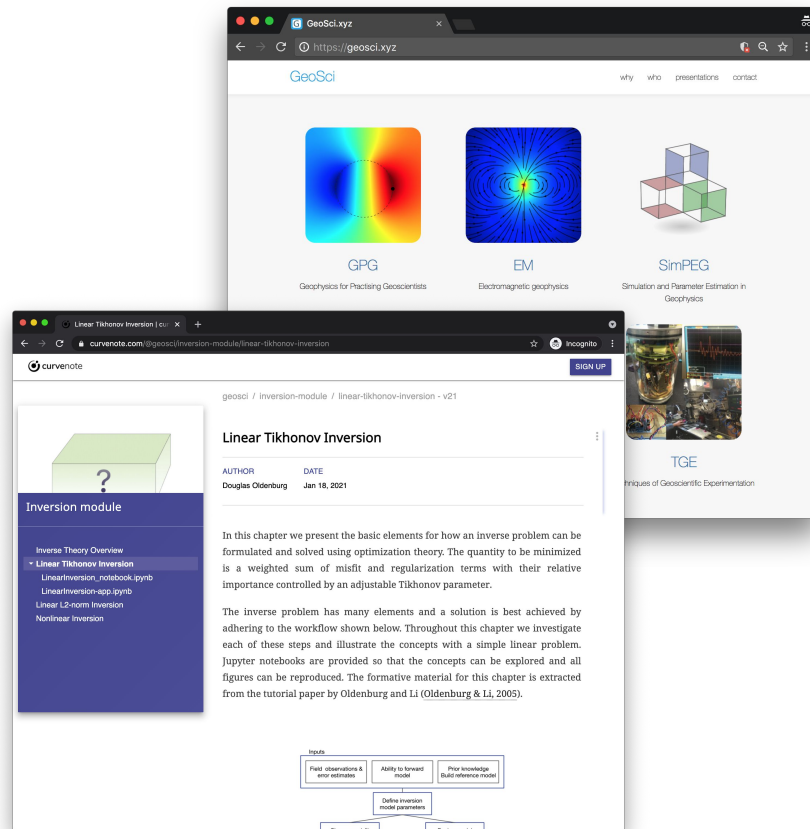 GeoSci.xyz
https://geosci.xyz
GeoSci
why who presentations contact
GPG
Geophysics for Practising Geoscientists
EM
Electromagnetic geophysics
SimPEG
Simulation and Parameter Estimation in
Geophysics
TGE
of Geoscientific Experimentation
Linear Tikhonov Inversion | cur
curvenote.com/@geosci/inversion-module/linear-tikhonov-inversion
Incognito
curvenote
SIGN UP
geosci / inversion-module / linear-tikhonov-inversion - v21
?
Inversion module
Inverse Theory Overview
Linear Tikhonov Inversion
LinearInversion_notebook.ipynb
LinearInversion-app.ipynb
Linear L2-norm Inversion
Nonlinear Inversion
Linear Tikhonov Inversion
AUTHOR DATE
Douglas Oldenburg Jan 18, 2021
In this chapter we present the basic elements for how an inverse problem can be
formulated and solved using optimization theory. The quantity to be minimized
is a weighted sum of misfit and regularization terms with their relative
importance controlled by an adjustable Tikhonov parameter.
The inverse problem has many elements and a solution is best achieved by
adhering to the workflow shown below. Throughout this chapter we investigate
each of these steps and illustrate the concepts with a simple linear problem.
Jupyter notebooks are provided so that the concepts can be explored and all
figures can be reproduced. The formative material for this chapter is extracted
from the tutorial paper by Oldenburg and Li (Oldenburg & Li, 2005).
Inputs
Field observations &
error estimates
Ability to forward
model
Prior knowledge
Build reference model
Define inversion
model parameters